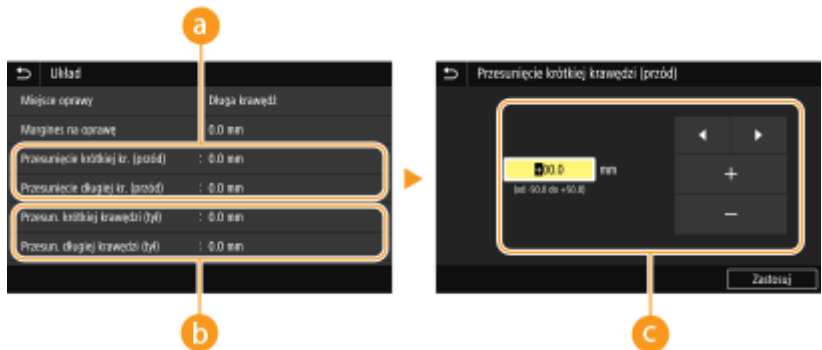 a
Układ
Miejsce oprawy Długa krawędź
Margines na oprawę 0.0 mm
Przesunięcie krótkiej kr. (przód) : 0.0 mm
Przesunięcie długiej kr. (przód) : 0.0 mm
Przesun. krótkiej krawędzi (tył) : 0.0 mm
Przesun. długiej krawędzi (tył) : 0.0 mm
b
Przesunięcie krótkiej krawędzi (przód)
+00.0 mm
(od -50.0 do +50.0)
+
−
Zastosuj
c